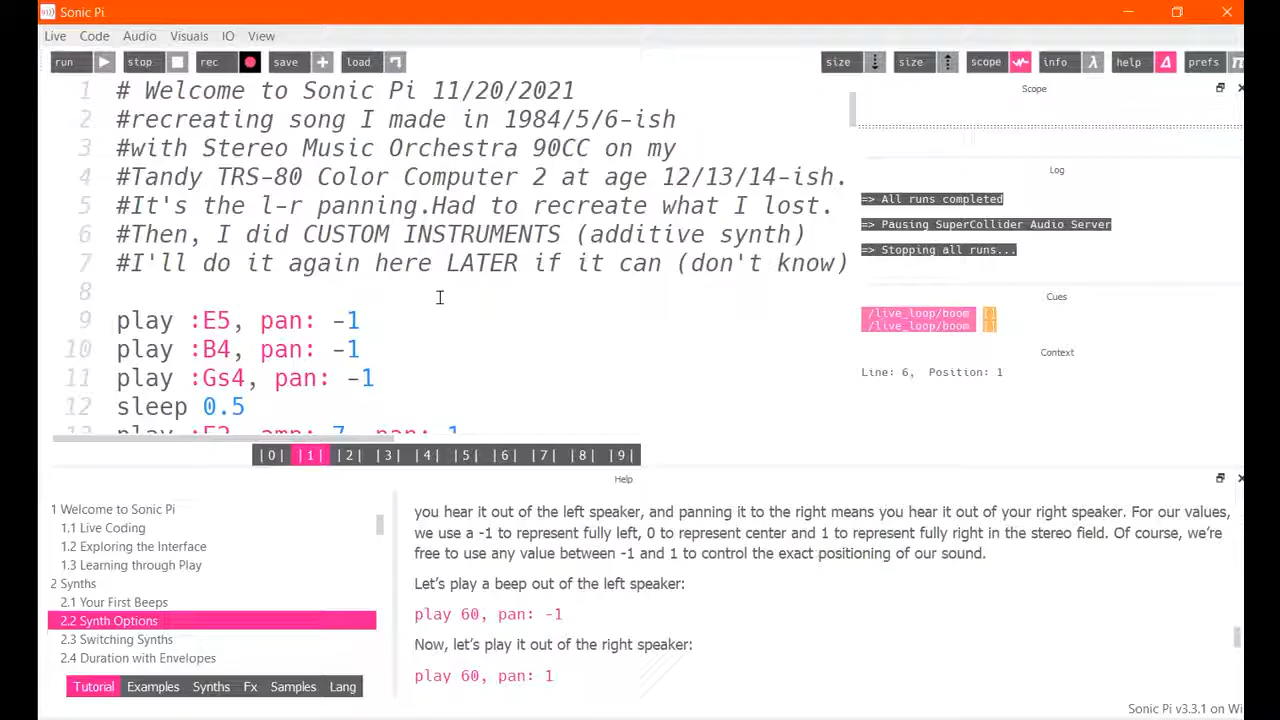 Sonic Pi
Live Code Audio Visuals IO View
run stop rec save load size size scope info help prefs
1 # Welcome to Sonic Pi 11/20/2021
2 #recreating song I made in 1984/5/6-ish
3 #with Stereo Music Orchestra 90CC on my
4 #Tandy TRS-80 Color Computer 2 at age 12/13/14-ish.
5 #It's the l-r panning.Had to recreate what I lost.
6 #Then, I did CUSTOM INSTRUMENTS (additive synth)
7 #I'll do it again here LATER if it can (don't know)
8
9 play :E5, pan: -1
10 play :B4, pan: -1
11 play :Gs4, pan: -1
12 sleep 0.5
|0| |1| |2| |3| |4| |5| |6| |7| |8| |9|
Scope
Log
=> All runs completed
=> Pausing SuperCollider Audio Server
=> Stopping all runs...
Cues
/live_loop/boom []
/live_loop/boom []
Context
Line: 6, Position: 1
Help
1 Welcome to Sonic Pi
1.1 Live Coding
1.2 Exploring the Interface
1.3 Learning through Play
2 Synths
2.1 Your First Beeps
2.2 Synth Options
2.3 Switching Synths
2.4 Duration with Envelopes
Tutorial Examples Synths Fx Samples Lang
you hear it out of the left speaker, and panning it to the right means you hear it out of your right speaker. For our values,
we use a -1 to represent fully left, 0 to represent center and 1 to represent fully right in the stereo field. Of course, we're
free to use any value between -1 and 1 to control the exact positioning of our sound.
Let's play a beep out of the left speaker:
play 60, pan: -1
Now, let's play it out of the right speaker:
play 60, pan: 1
Sonic Pi v3.3.1 on Wi